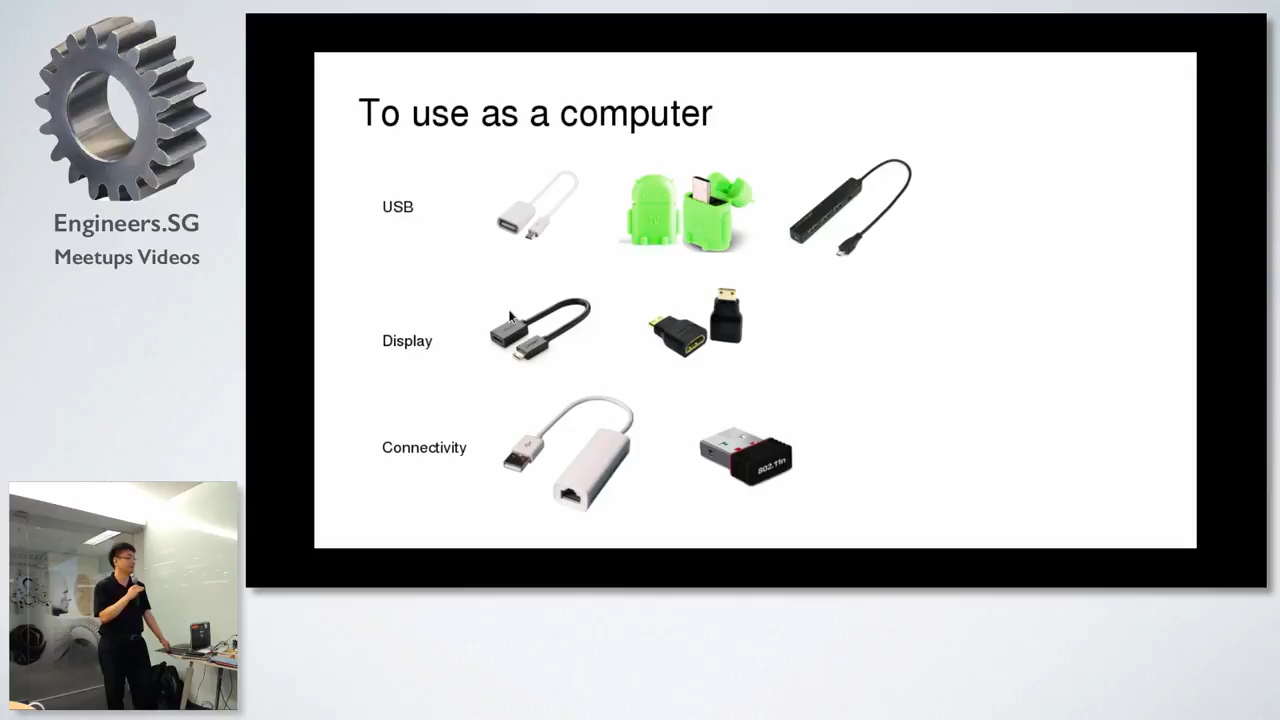 Engineers.SG
Meetups Videos
To use as a computer
USB
Display
Connectivity
802.11n